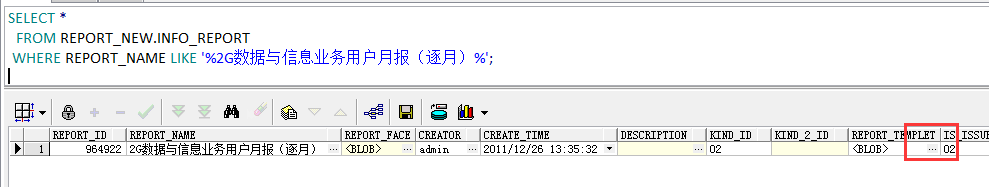 SELECT *
FROM REPORT_NEW.INFO_REPORT
WHERE REPORT_NAME LIKE '%2G数据与信息业务用户月报（逐月）%';
REPORT_ID REPORT_NAME REPORT_FACE CREATOR CREATE_TIME DESCRIPTION KIND_ID KIND_2_ID REPORT_TEMPLET IS_ISSUE
1 964922 2G数据与信息业务用户月报（逐月） ... <BLOB> ... admin ... 2011/12/26 13:35:32 ... 02 <BLOB> ... 02